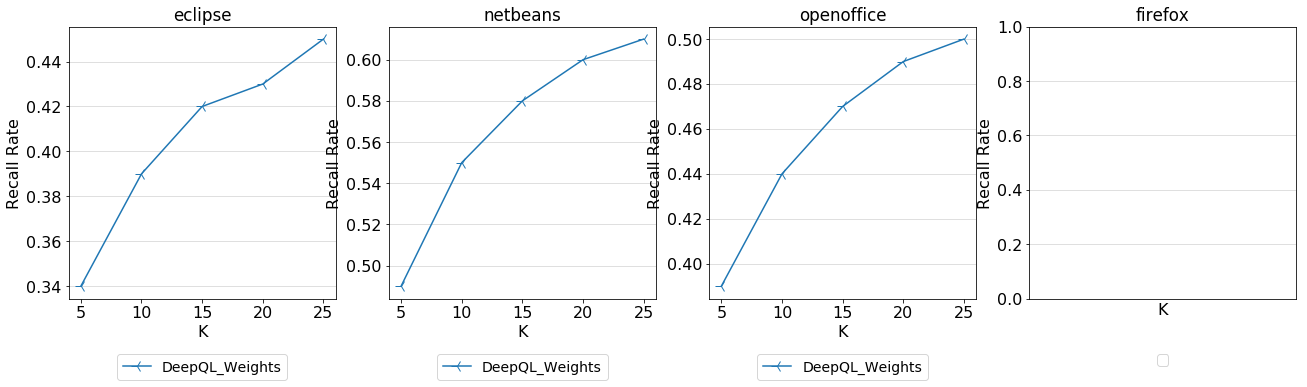 eclipse
Recall Rate
0.44
0.42
0.40
0.38
0.36
0.34
5 10 15 20 25
K
DeepQL_Weights
netbeans
Recall Rate
0.60
0.58
0.56
0.54
0.52
0.50
5 10 15 20 25
K
DeepQL_Weights
openoffice
Recall Rate
0.50
0.48
0.46
0.44
0.42
0.40
5 10 15 20 25
K
DeepQL_Weights
firefox
Recall Rate
1.0
0.8
0.6
0.4
0.2
0.0
K